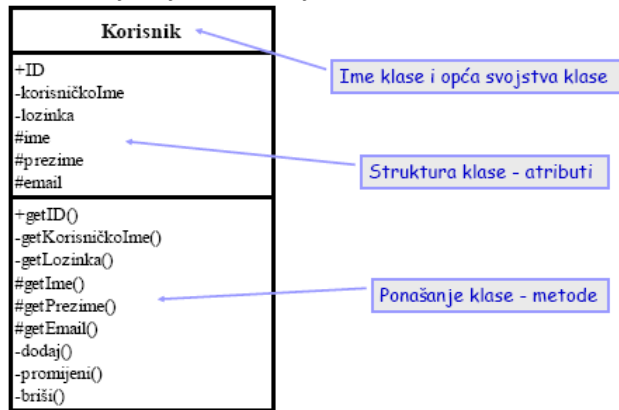 Korisnik
+ID
-korisničkoIme
-lozinka
#ime
#prezime
#email
+getID()
-getKorisničkoIme()
-getLozinka()
#getIme()
#getPrezime()
#getEmail()
-dodaj()
-promijeni()
-briši()
Ime klase i opća svojstva klase
Struktura klase - atributi
Ponašanje klase - metode